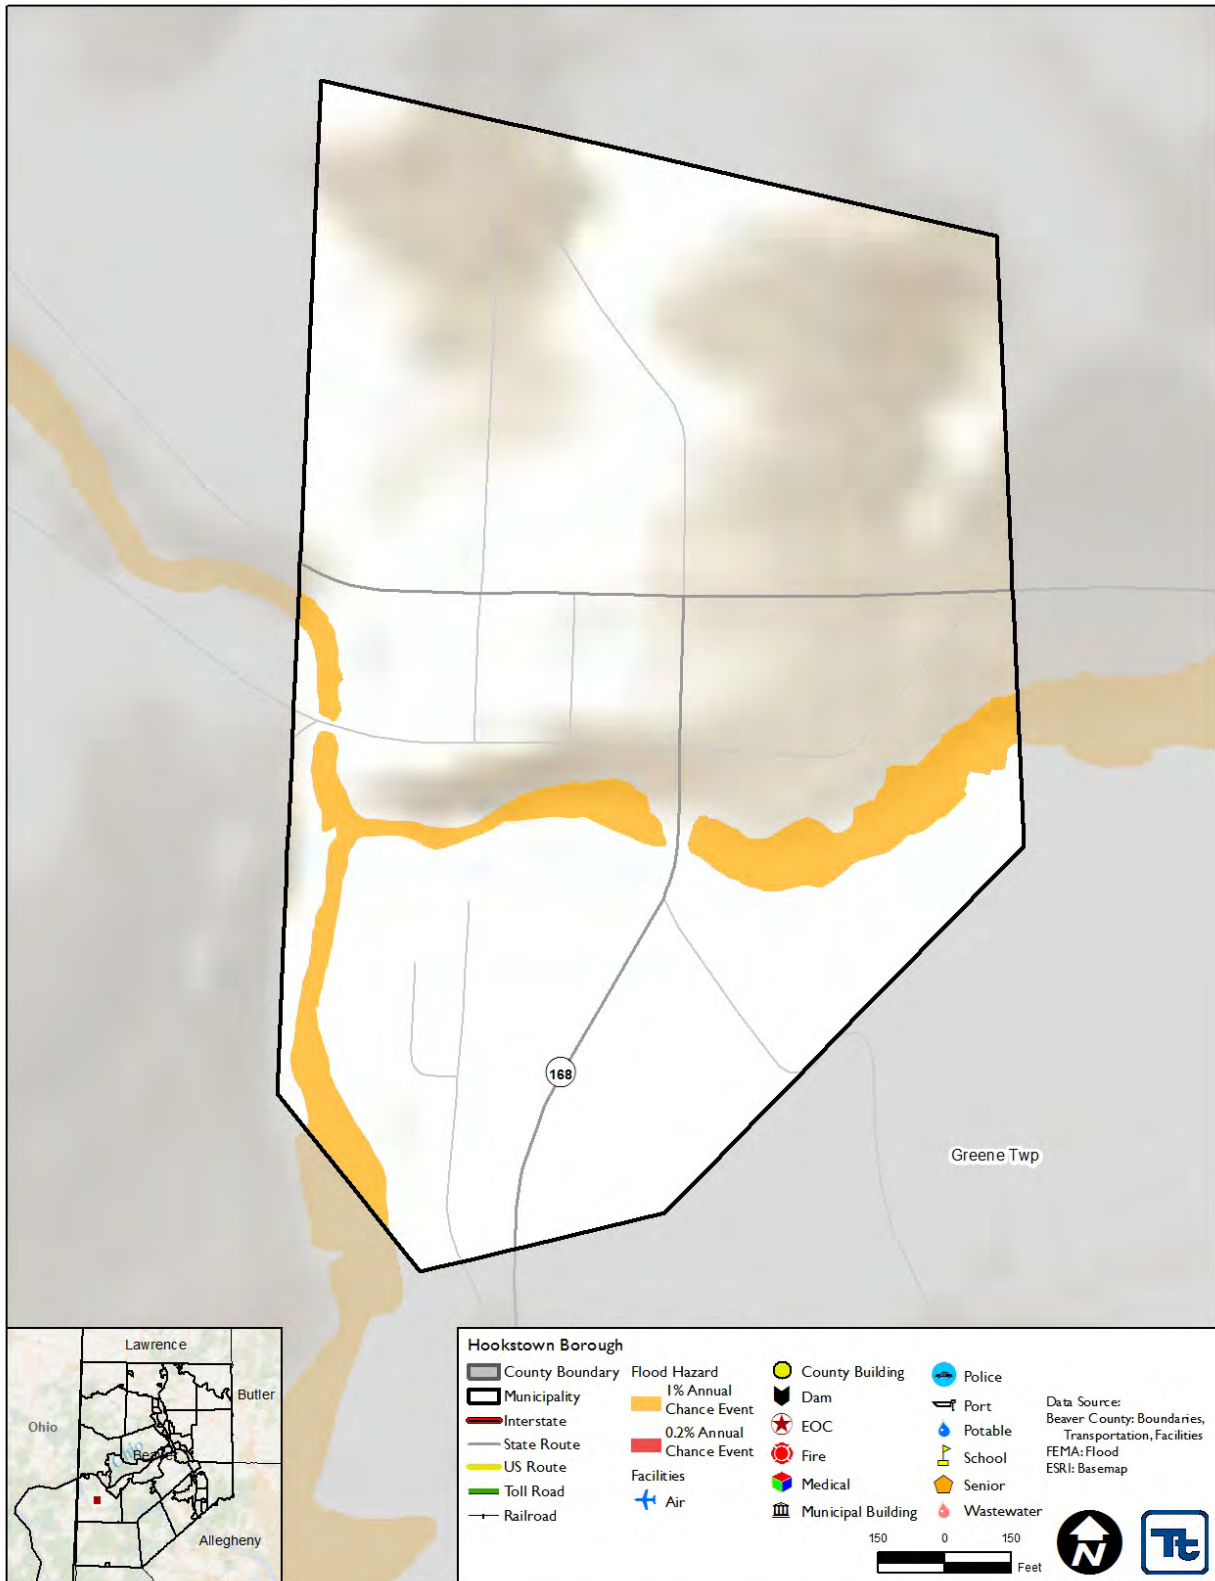 168
Greene Twp
Lawrence
Butler
Ohio
Ohio
Beaver
Allegheny
Hookstown Borough
County Boundary
Municipality
Interstate
State Route
US Route
Toll Road
Railroad
Flood Hazard
1% Annual
Chance Event
0.2% Annual
Chance Event
Facilities
Air
County Building
Dam
EOC
Fire
Medical
Municipal Building
Police
Port
Potable
School
Senior
Wastewater
Data Source:
Beaver County: Boundaries,
Transportation, Facilities
FEMA: Flood
ESRI: Basemap
150 0 150
Feet
N
Tt